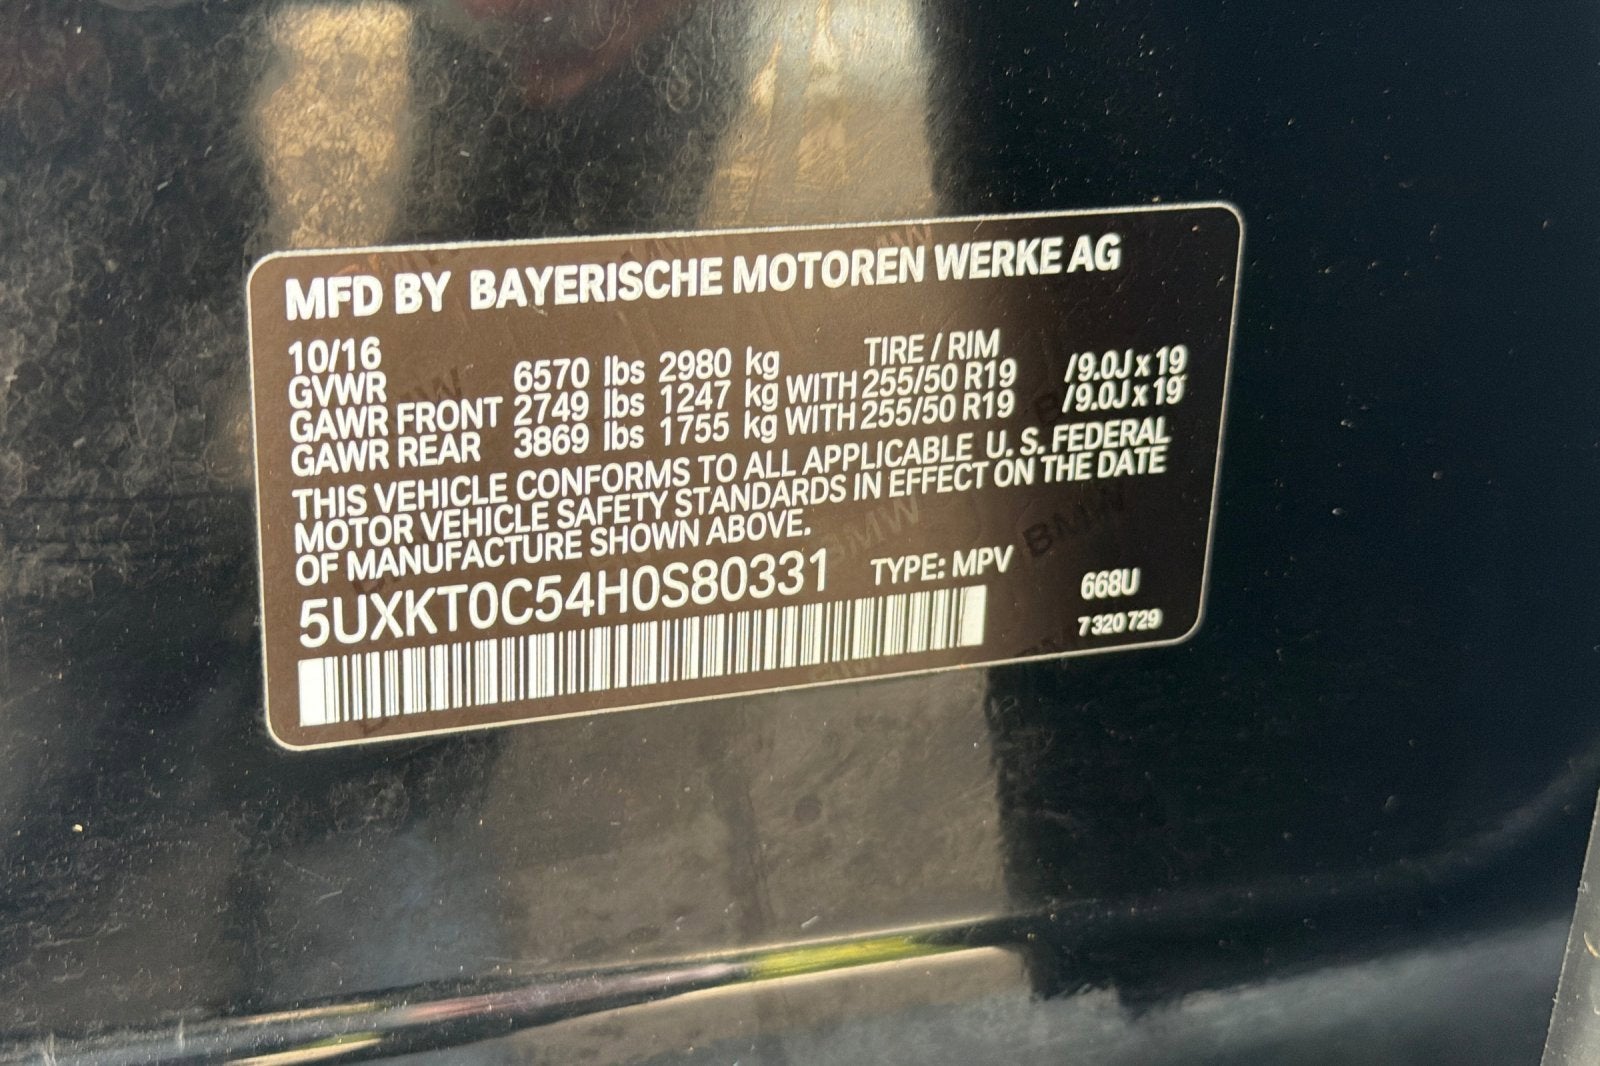 MFD BY BAYERISCHE MOTOREN WERKE AG
10/16 TIRE / RIM
GVWR 6570 lbs 2980 kg
GAWR FRONT 2749 lbs 1247 kg WITH 255/50 R19 /9.0J x 19
GAWR REAR 3869 lbs 1755 kg WITH 255/50 R19 /9.0J x 19
THIS VEHICLE CONFORMS TO ALL APPLICABLE U. S. FEDERAL
MOTOR VEHICLE SAFETY STANDARDS IN EFFECT ON THE DATE
OF MANUFACTURE SHOWN ABOVE.
5UXKT0C54H0S80331 TYPE: MPV 668U
7 320 729